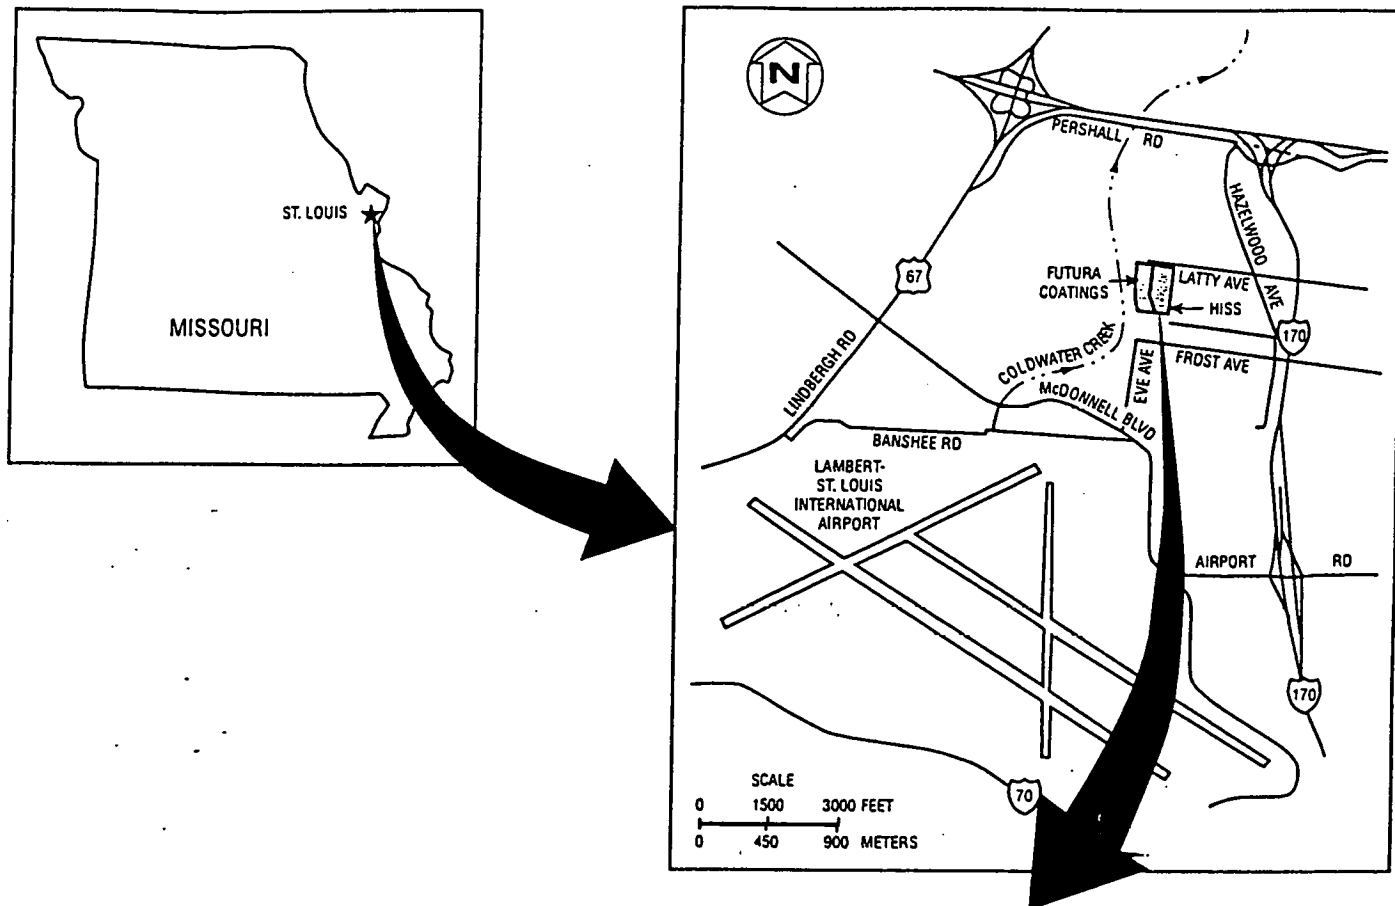 ST. LOUIS
MISSOURI
N
PERSHALL RD
HAZELWOOD AVE
67
FUTURA
COATINGS
LATTY AVE
HISS
170
LINDBERGH RD
COLDWATER CREEK
EVE AVE
FROST AVE
McDONNELL BLVD
BANSHEE RD
LAMBERT-
ST. LOUIS
INTERNATIONAL
AIRPORT
AIRPORT RD
170
70
SCALE
0 1500 3000 FEET
0 450 900 METERS